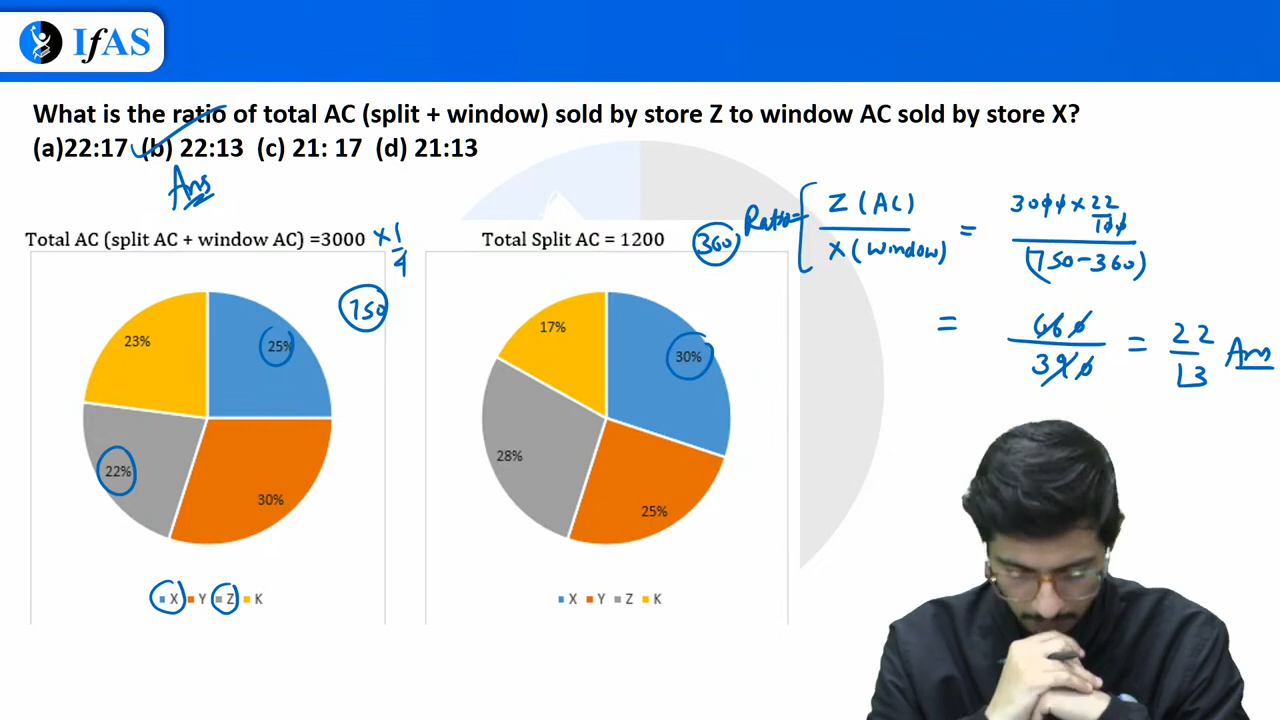 IfAS
What is the ratio of total AC (split + window) sold by store Z to window AC sold by store X?
(a)22:17 (b) 22:13 (c) 21: 17 (d) 21:13
Ans
Total AC (split AC + window AC) =3000 × 1/4
750
23%
25%
22%
30%
X Y Z K
Total Split AC = 1200
360
17%
30%
28%
25%
X Y Z K
Ratio= Z (AC) / X (window) = 3000 × 22/100 / (750-360)
= 660 / 390 = 22/13 Ans